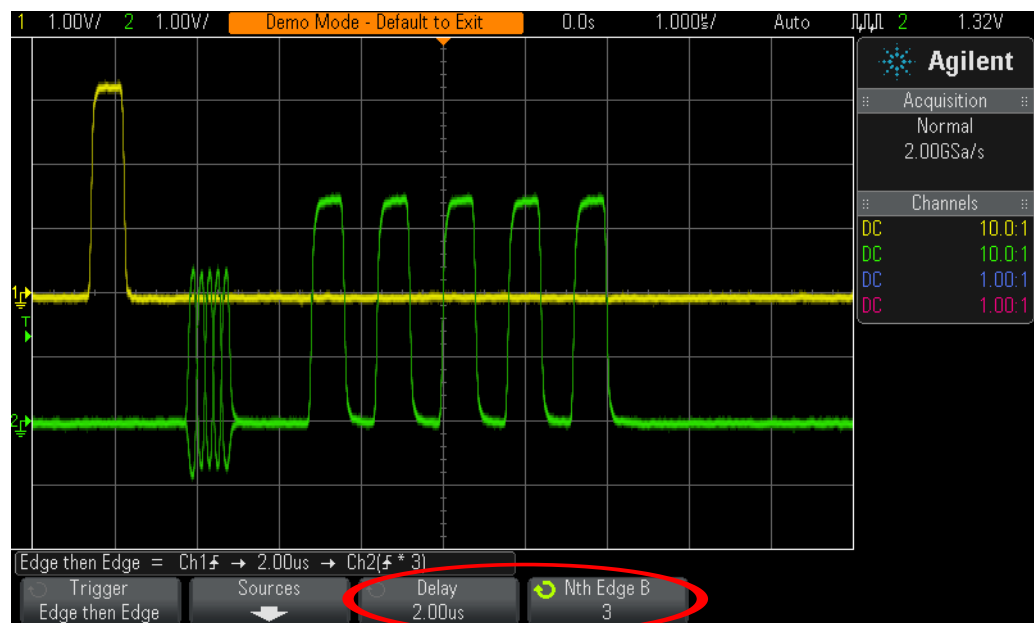 1 1.00V/ 2 1.00V/ Demo Mode - Default to Exit 0.0s 1.000µ/ Auto 2 1.32V
Agilent
Acquisition
Normal
2.00GSa/s
Channels
DC 10.0:1
DC 10.0:1
DC 1.00:1
DC 1.00:1
1
T
2
Edge then Edge = Ch1 → 2.00us → Ch2( * 3)
Trigger
Edge then Edge
Sources
Delay
2.00us
Nth Edge B
3